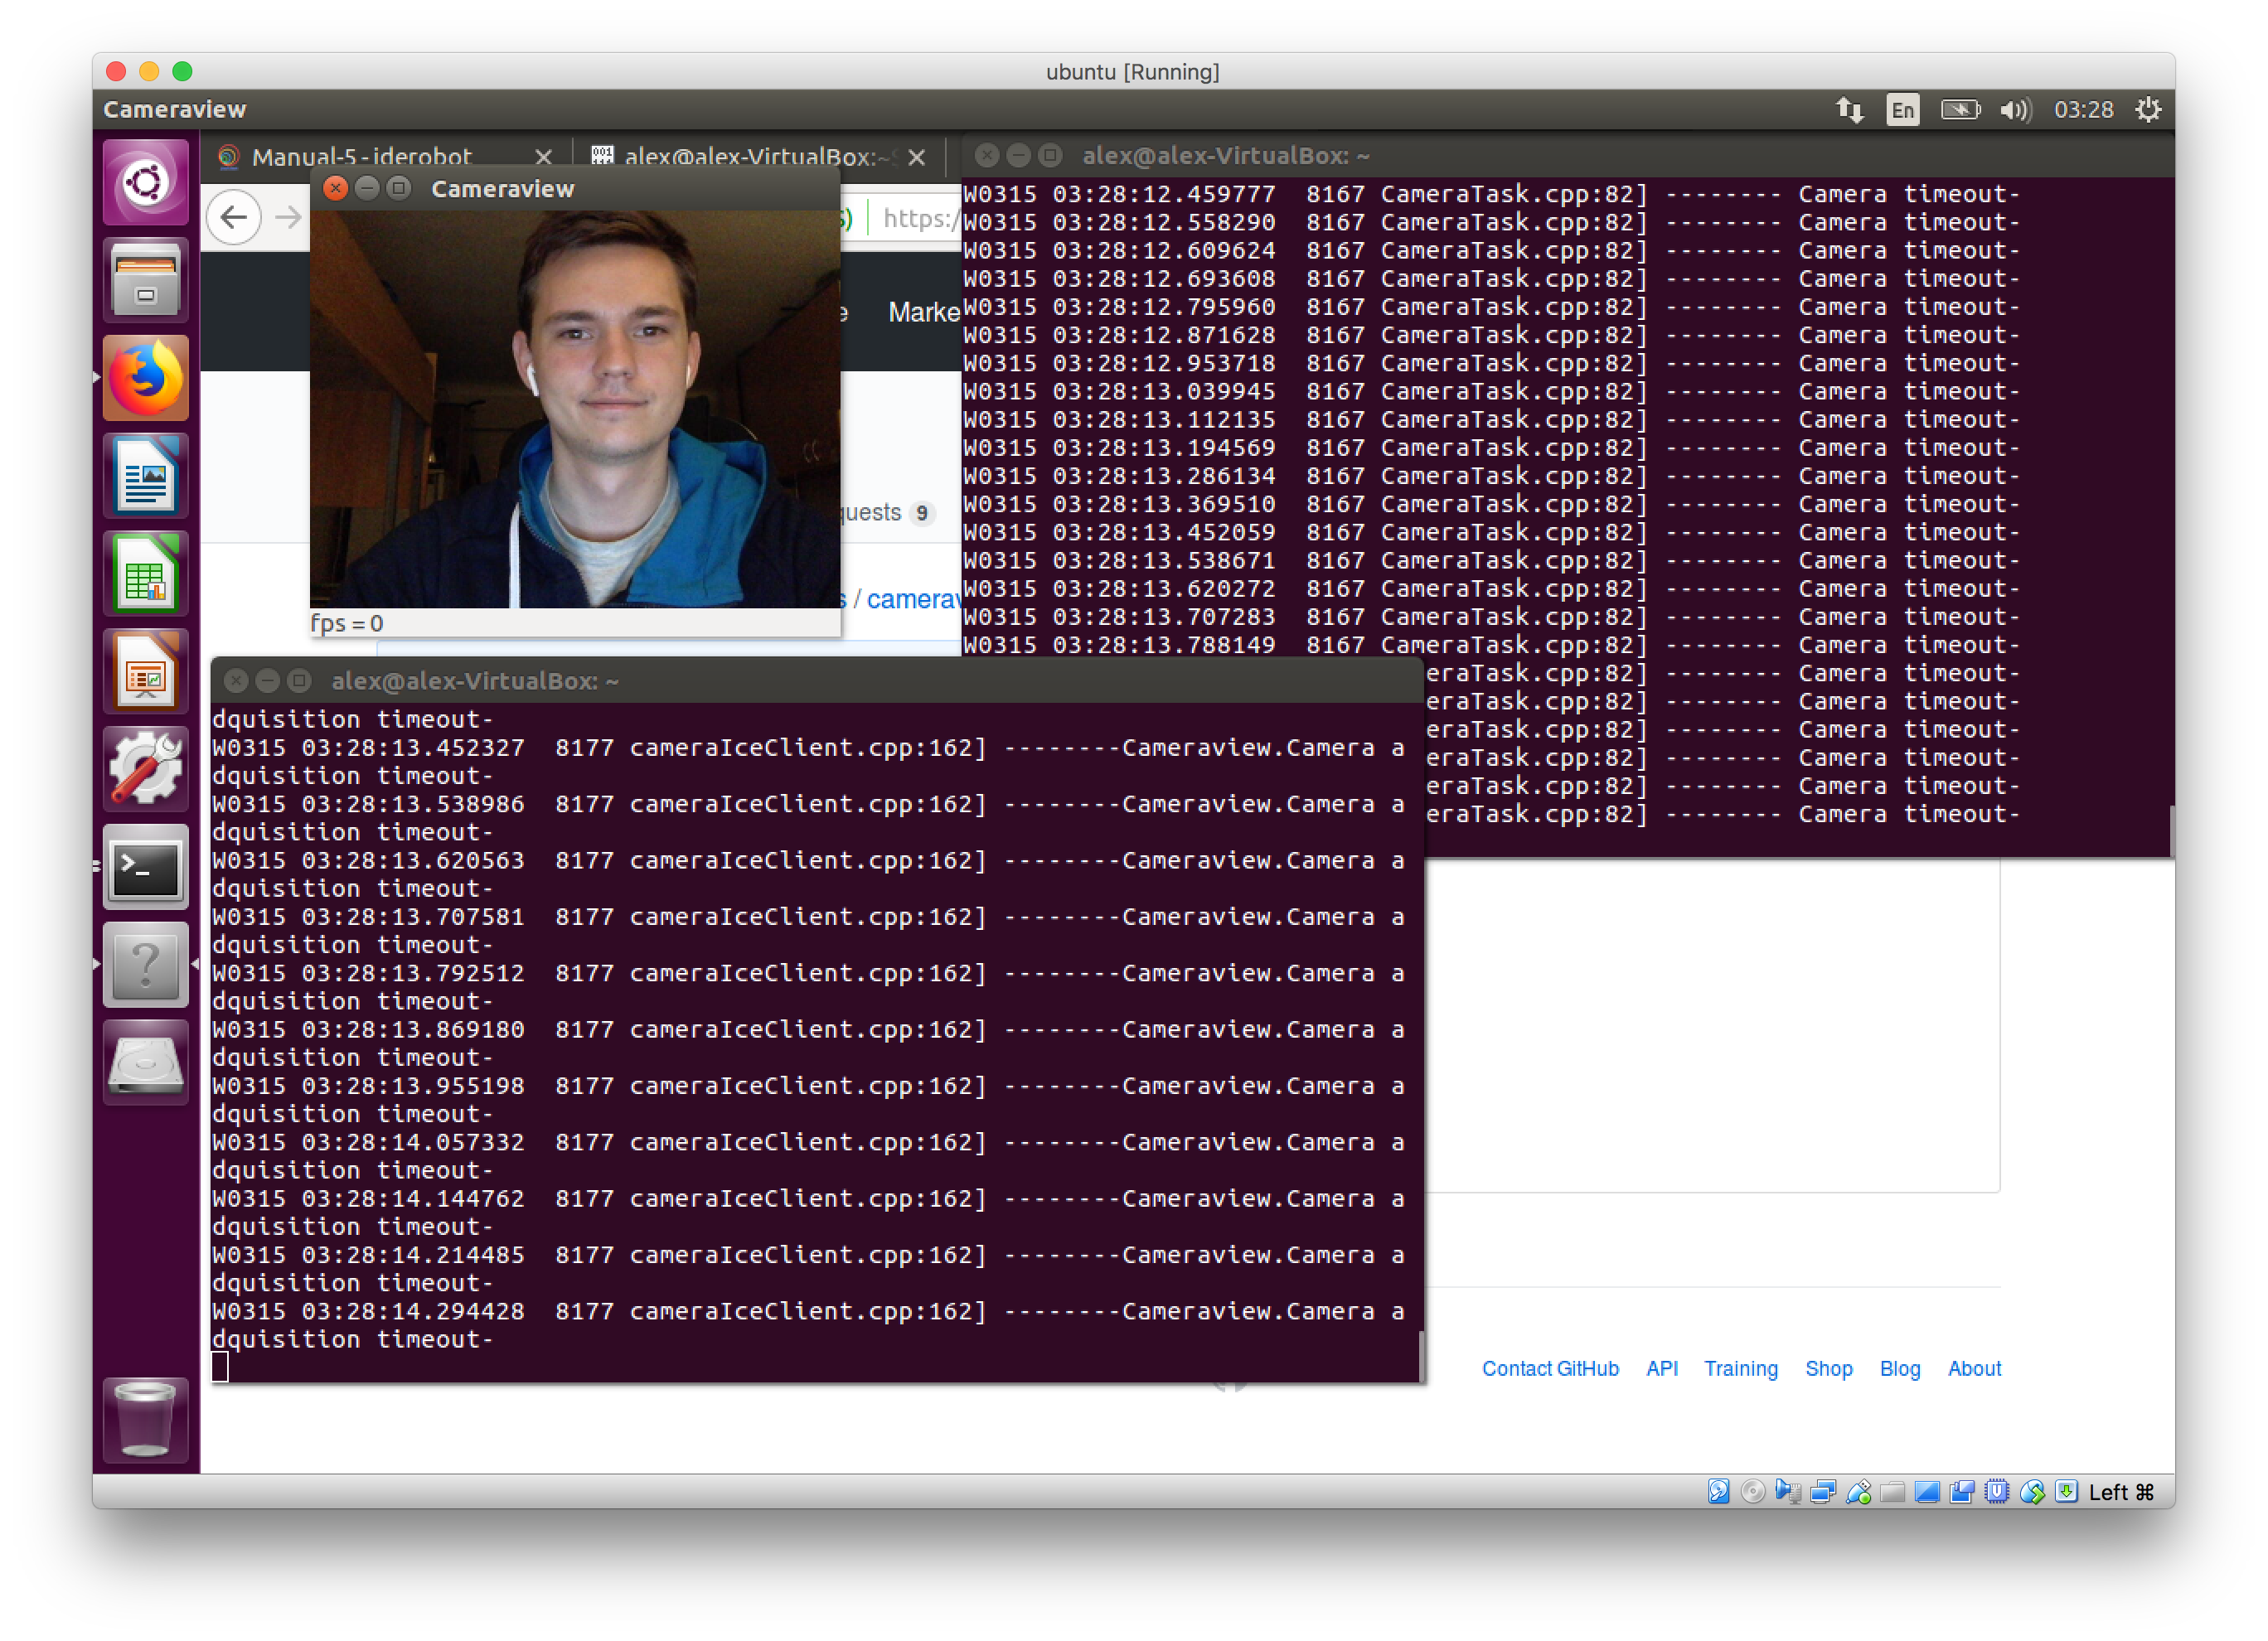 ubuntu [Running]
Cameraview
En
03:28
Manual-5 - jderobot
alex@alex-VirtualBox:~
alex@alex-VirtualBox: ~
Cameraview
https:/
e Marke
quests 9
s / camerav
fps = 0
W0315 03:28:12.459777  8167 CameraTask.cpp:82] -------- Camera timeout-
W0315 03:28:12.558290  8167 CameraTask.cpp:82] -------- Camera timeout-
W0315 03:28:12.609624  8167 CameraTask.cpp:82] -------- Camera timeout-
W0315 03:28:12.693608  8167 CameraTask.cpp:82] -------- Camera timeout-
W0315 03:28:12.795960  8167 CameraTask.cpp:82] -------- Camera timeout-
W0315 03:28:12.871628  8167 CameraTask.cpp:82] -------- Camera timeout-
W0315 03:28:12.953718  8167 CameraTask.cpp:82] -------- Camera timeout-
W0315 03:28:13.039945  8167 CameraTask.cpp:82] -------- Camera timeout-
W0315 03:28:13.112135  8167 CameraTask.cpp:82] -------- Camera timeout-
W0315 03:28:13.194569  8167 CameraTask.cpp:82] -------- Camera timeout-
W0315 03:28:13.286134  8167 CameraTask.cpp:82] -------- Camera timeout-
W0315 03:28:13.369510  8167 CameraTask.cpp:82] -------- Camera timeout-
W0315 03:28:13.452059  8167 CameraTask.cpp:82] -------- Camera timeout-
W0315 03:28:13.538671  8167 CameraTask.cpp:82] -------- Camera timeout-
W0315 03:28:13.620272  8167 CameraTask.cpp:82] -------- Camera timeout-
W0315 03:28:13.707283  8167 CameraTask.cpp:82] -------- Camera timeout-
W0315 03:28:13.788149  8167 CameraTask.cpp:82] -------- Camera timeout-
eraTask.cpp:82] -------- Camera timeout-
eraTask.cpp:82] -------- Camera timeout-
eraTask.cpp:82] -------- Camera timeout-
eraTask.cpp:82] -------- Camera timeout-
eraTask.cpp:82] -------- Camera timeout-
eraTask.cpp:82] -------- Camera timeout-
alex@alex-VirtualBox: ~
dquisition timeout-
W0315 03:28:13.452327  8177 cameraIceClient.cpp:162] --------Cameraview.Camera a
dquisition timeout-
W0315 03:28:13.538986  8177 cameraIceClient.cpp:162] --------Cameraview.Camera a
dquisition timeout-
W0315 03:28:13.620563  8177 cameraIceClient.cpp:162] --------Cameraview.Camera a
dquisition timeout-
W0315 03:28:13.707581  8177 cameraIceClient.cpp:162] --------Cameraview.Camera a
dquisition timeout-
W0315 03:28:13.792512  8177 cameraIceClient.cpp:162] --------Cameraview.Camera a
dquisition timeout-
W0315 03:28:13.869180  8177 cameraIceClient.cpp:162] --------Cameraview.Camera a
dquisition timeout-
W0315 03:28:13.955198  8177 cameraIceClient.cpp:162] --------Cameraview.Camera a
dquisition timeout-
W0315 03:28:14.057332  8177 cameraIceClient.cpp:162] --------Cameraview.Camera a
dquisition timeout-
W0315 03:28:14.144762  8177 cameraIceClient.cpp:162] --------Cameraview.Camera a
dquisition timeout-
W0315 03:28:14.214485  8177 cameraIceClient.cpp:162] --------Cameraview.Camera a
dquisition timeout-
W0315 03:28:14.294428  8177 cameraIceClient.cpp:162] --------Cameraview.Camera a
dquisition timeout-
Contact GitHub API Training Shop Blog About
Left ⌘